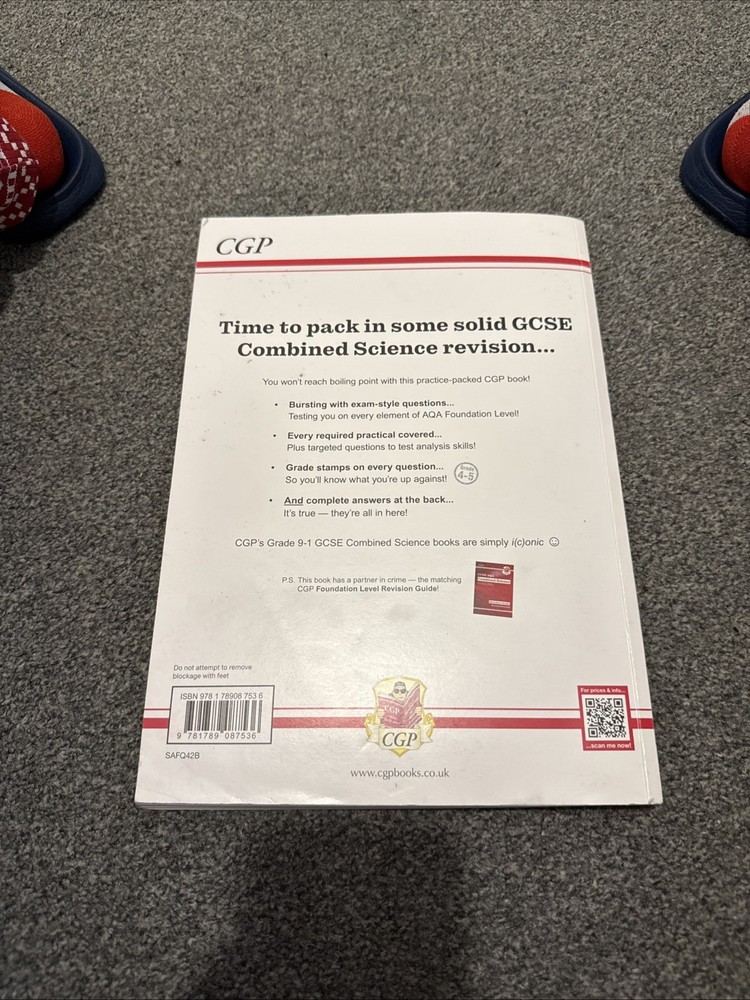 CGP
Time to pack in some solid GCSE
Combined Science revision...
You won't reach boiling point with this practice-packed CGP book!
• Bursting with exam-style questions...
Testing you on every element of AQA Foundation Level!
• Every required practical covered...
Plus targeted questions to test analysis skills!
• Grade stamps on every question...
So you'll know what you're up against!
Grade
4-5
• And complete answers at the back...
It's true — they're all in here!
CGP's Grade 9-1 GCSE Combined Science books are simply i(c)onic ☺
P.S. This book has a partner in crime — the matching
CGP Foundation Level Revision Guide!
Do not attempt to remove
blockage with feet
ISBN 978 1 78908 753 6
9 781789 087536
SAFQ42B
CGP
CGP
www.cgpbooks.co.uk
For prices & info...
...scan me now!